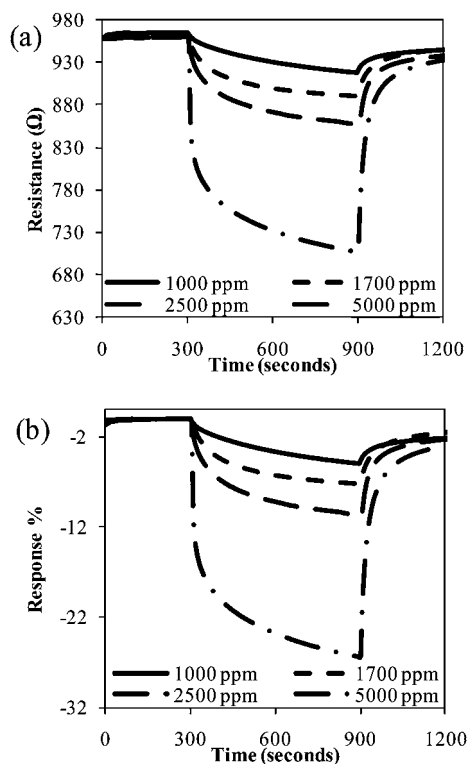 (a)
980
930
880
830
780
730
680
630
Resistance (Ω)
1000 ppm
1700 ppm
2500 ppm
5000 ppm
0 300 600 900 1200
Time (seconds)
(b)
-2
-12
-22
-32
Response %
1000 ppm
1700 ppm
2500 ppm
5000 ppm
0 300 600 900 1200
Time (seconds)